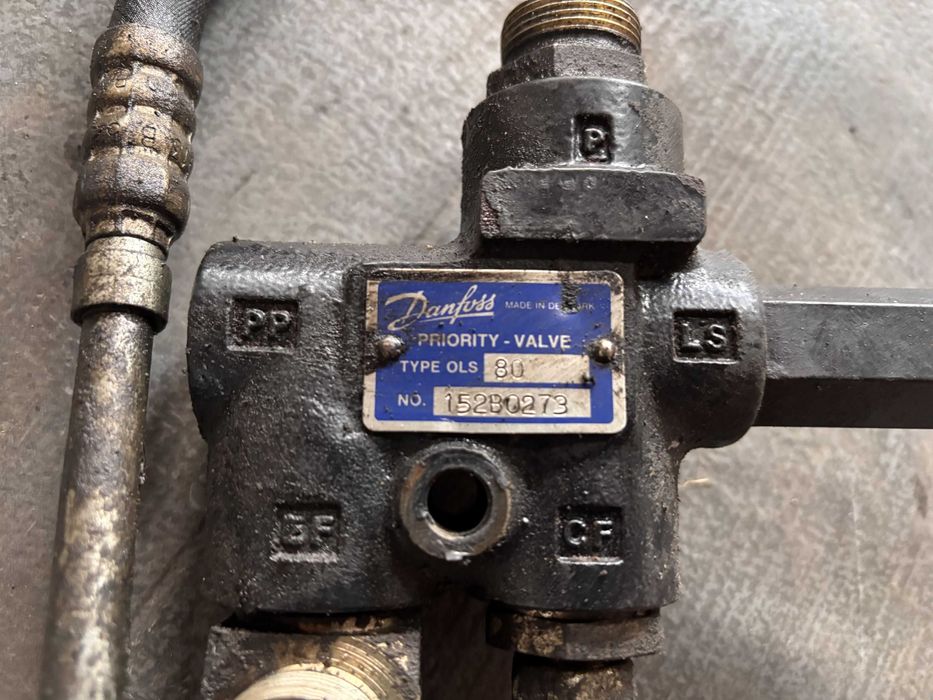 P
Danfoss MADE IN DENMARK
PRIORITY - VALVE
TYPE OLS 80
NO. 152B0273
PP
LS
EF
CF